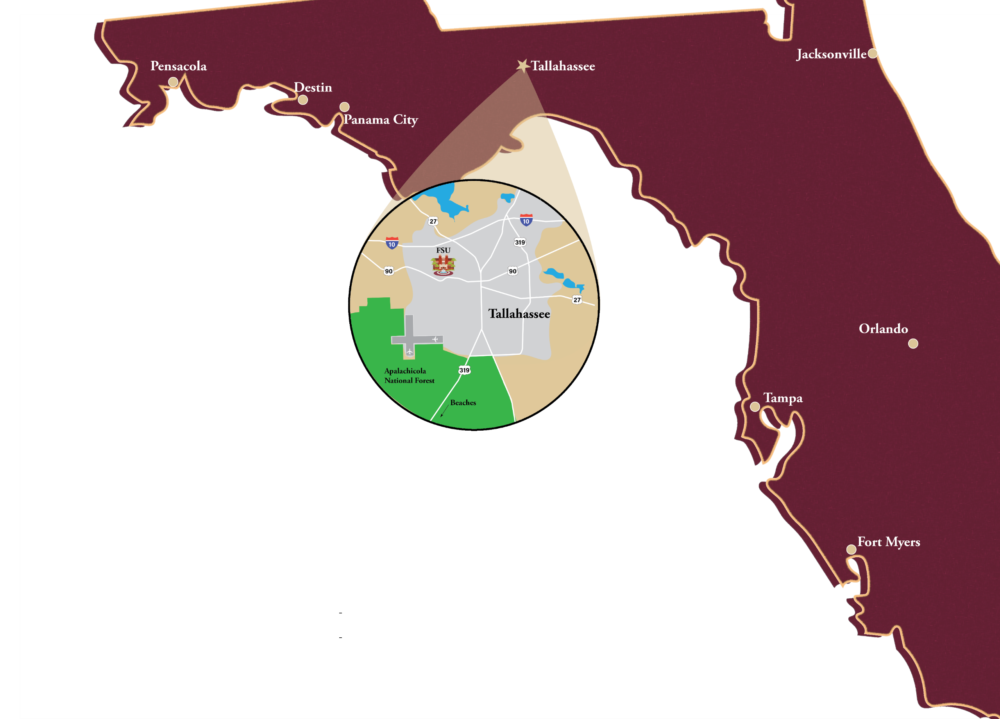 Jacksonville
Pensacola
Tallahassee
Destin
Panama City
27
10
10
319
FSU
90
90
27
Tallahassee
Orlando
Apalachicola
National Forest
319
Beaches
Tampa
Fort Myers
-
-